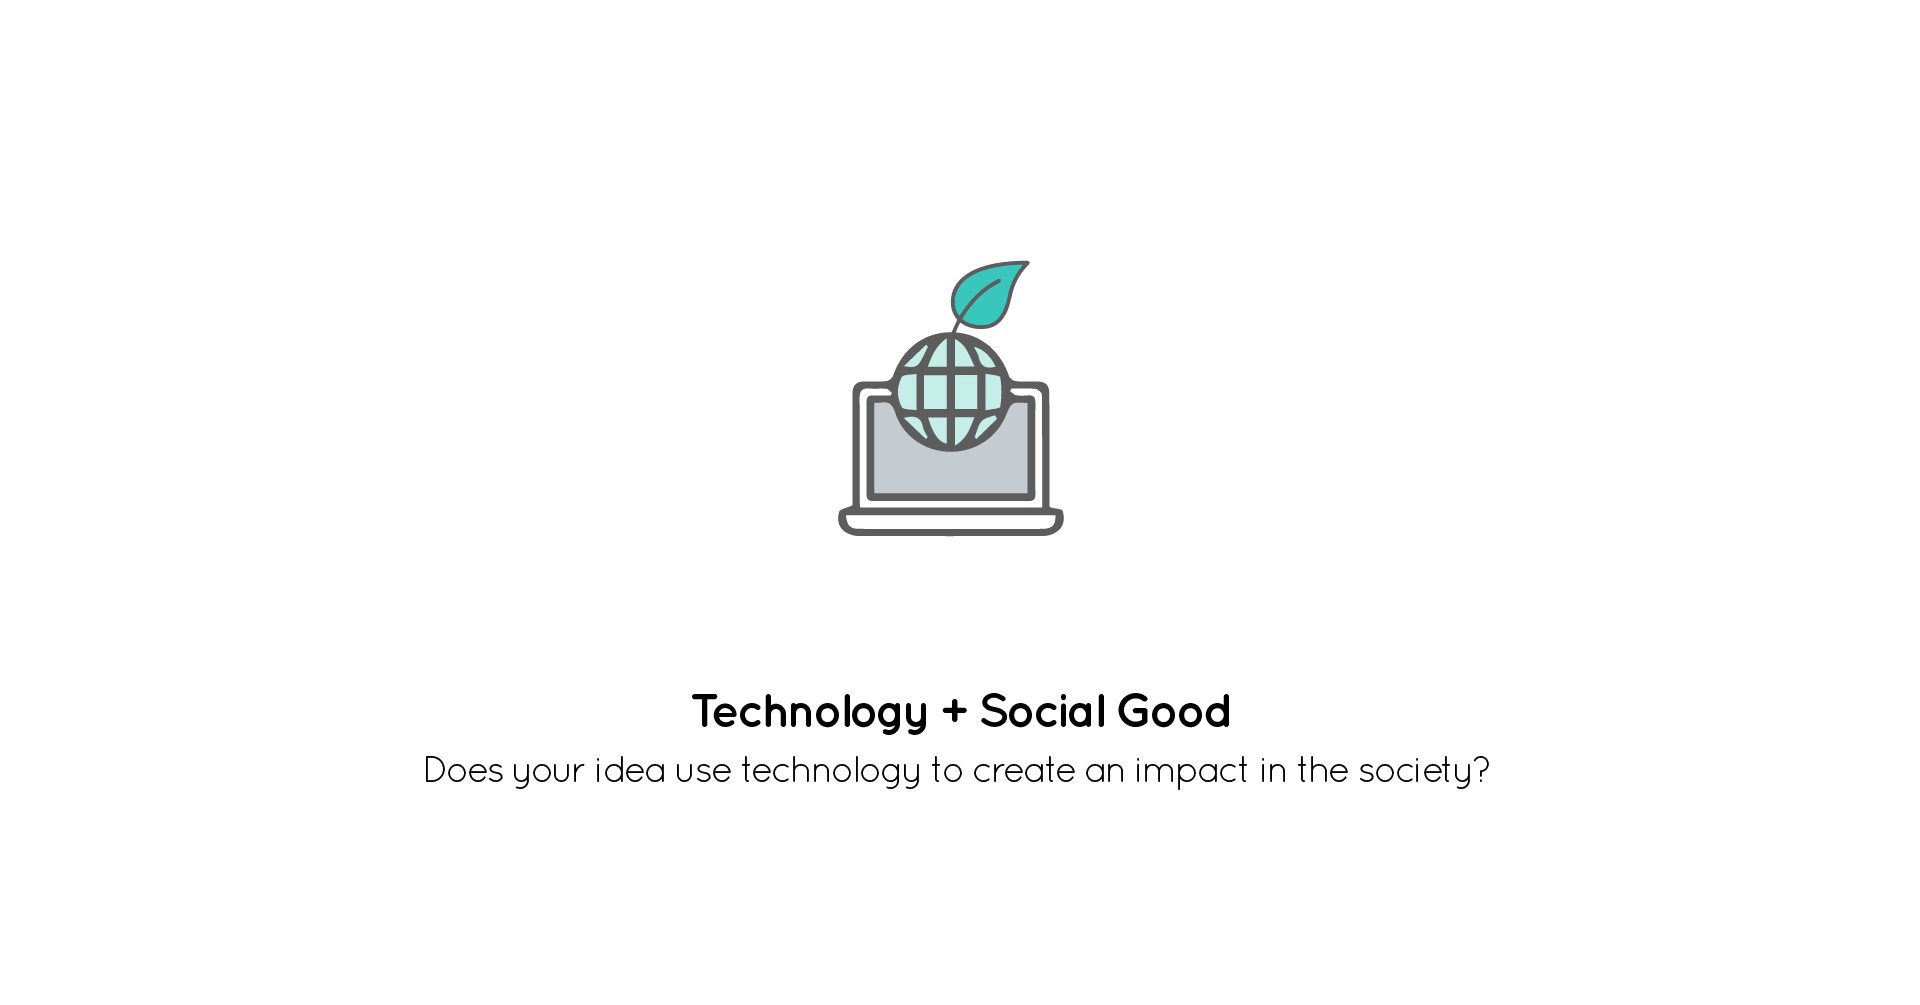 Technology + Social Good
Does your idea use technology to create an impact in the society?